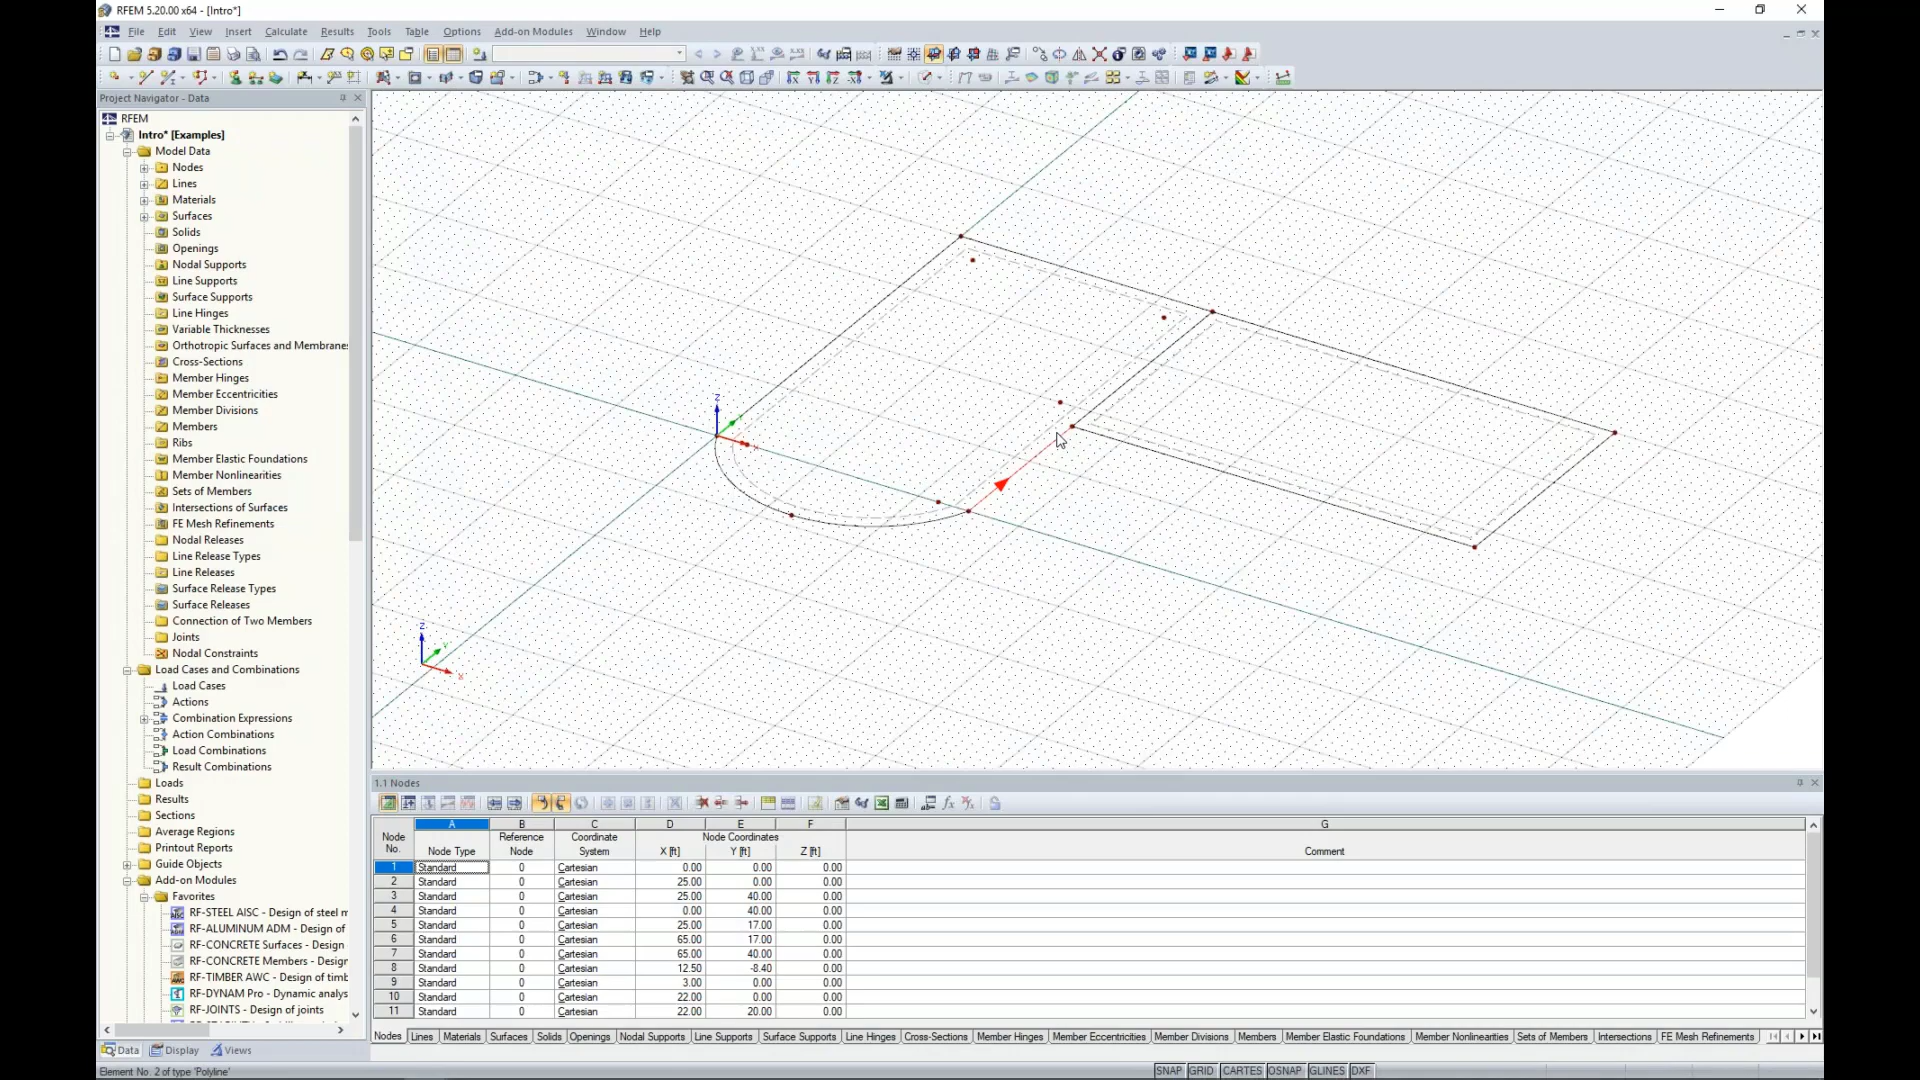 RFEM 5.20.00 x64 - [Intro*]
File Edit View Insert Calculate Results Tools Table Options Add-on Modules Window Help
Project Navigator - Data
RFEM
Intro* [Examples]
Model Data
Nodes
Lines
Materials
Surfaces
Solids
Openings
Nodal Supports
Line Supports
Surface Supports
Line Hinges
Variable Thicknesses
Orthotropic Surfaces and Membranes
Cross-Sections
Member Hinges
Member Eccentricities
Member Divisions
Members
Ribs
Member Elastic Foundations
Member Nonlinearities
Sets of Members
Intersections of Surfaces
FE Mesh Refinements
Nodal Releases
Line Release Types
Line Releases
Surface Release Types
Surface Releases
Connection of Two Members
Joints
Nodal Constraints
Load Cases and Combinations
Load Cases
Actions
Combination Expressions
Action Combinations
Load Combinations
Result Combinations
Loads
Results
Sections
Average Regions
Printout Reports
Guide Objects
Add-on Modules
Favorites
RF-STEEL AISC - Design of steel m
RF-ALUMINUM ADM - Design of
RF-CONCRETE Surfaces - Design
RF-CONCRETE Members - Design
RF-TIMBER AWC - Design of timb
RF-DYNAM Pro - Dynamic analys
RF-JOINTS - Design of joints
Data Display Views
Z
X
Z
Y
X
1.1 Nodes
A B C D E F G
Node Reference Coordinate Node Coordinates
No. Node Type Node System X [ft] Y [ft] Z [ft] Comment
1 Standard 0 Cartesian 0.00 0.00 0.00
2 Standard 0 Cartesian 25.00 0.00 0.00
3 Standard 0 Cartesian 25.00 40.00 0.00
4 Standard 0 Cartesian 0.00 40.00 0.00
5 Standard 0 Cartesian 25.00 17.00 0.00
6 Standard 0 Cartesian 65.00 17.00 0.00
7 Standard 0 Cartesian 65.00 40.00 0.00
8 Standard 0 Cartesian 12.50 -8.40 0.00
9 Standard 0 Cartesian 3.00 0.00 0.00
10 Standard 0 Cartesian 22.00 0.00 0.00
11 Standard 0 Cartesian 22.00 20.00 0.00
Nodes Lines Materials Surfaces Solids Openings Nodal Supports Line Supports Surface Supports Line Hinges Cross-Sections Member Hinges Member Eccentricities Member Divisions Members Member Elastic Foundations Member Nonlinearities Sets of Members Intersections FE Mesh Refinements
Element No. 2 of type 'Polyline' SNAP GRID CARTES OSNAP GLINES DXF